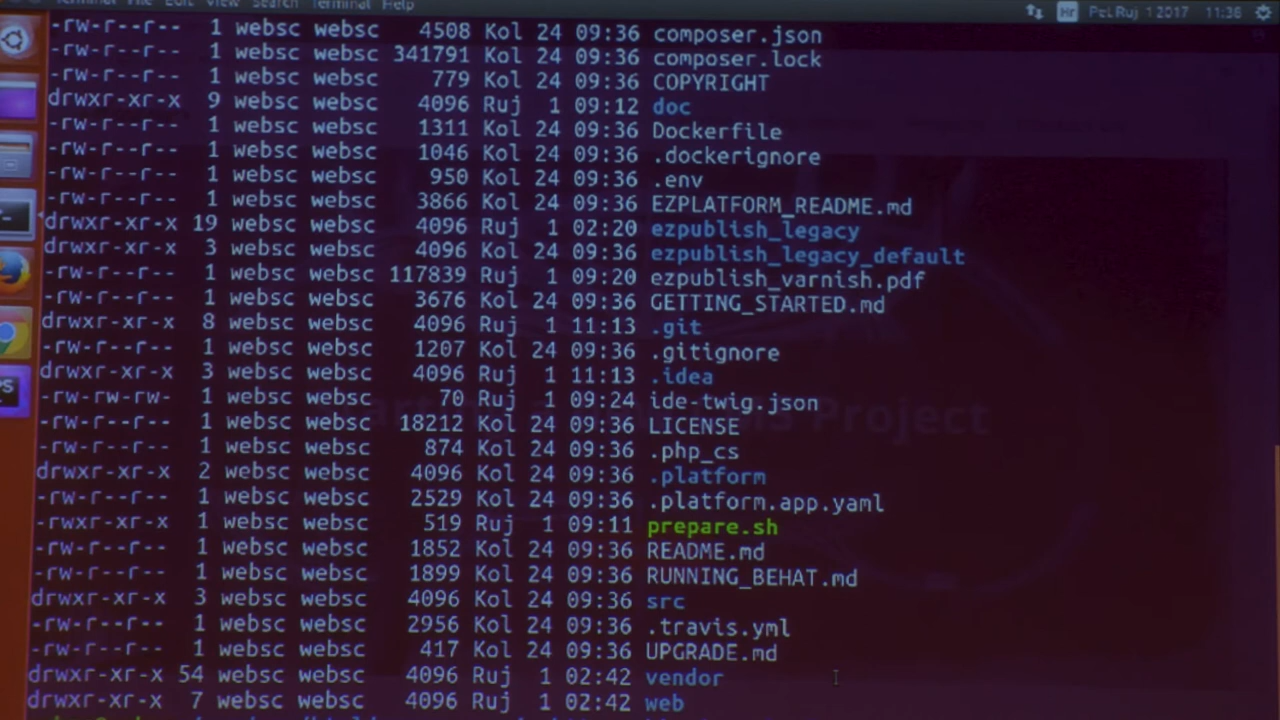 Terminal File Edit View Search Terminal Help Hr Pet Ruj 1 2017 11:36
-rw-r--r-- 1 websc websc 4508 Kol 24 09:36 composer.json
-rw-r--r-- 1 websc websc 341791 Kol 24 09:36 composer.lock
-rw-r--r-- 1 websc websc 779 Kol 24 09:36 COPYRIGHT
drwxr-xr-x 9 websc websc 4096 Ruj 1 09:12 doc
-rw-r--r-- 1 websc websc 1311 Kol 24 09:36 Dockerfile
-rw-r--r-- 1 websc websc 1046 Kol 24 09:36 .dockerignore
-rw-r--r-- 1 websc websc 950 Kol 24 09:36 .env
-rw-r--r-- 1 websc websc 3866 Kol 24 09:36 EZPLATFORM_README.md
drwxr-xr-x 19 websc websc 4096 Ruj 1 02:20 ezpublish_legacy
drwxr-xr-x 3 websc websc 4096 Kol 24 09:36 ezpublish_legacy_default
-rw-r--r-- 1 websc websc 117839 Ruj 1 09:20 ezpublish_varnish.pdf
-rw-r--r-- 1 websc websc 3676 Kol 24 09:36 GETTING_STARTED.md
drwxr-xr-x 8 websc websc 4096 Ruj 1 11:13 .git
-rw-r--r-- 1 websc websc 1207 Kol 24 09:36 .gitignore
drwxr-xr-x 3 websc websc 4096 Ruj 1 11:13 .idea
-rw-rw-rw- 1 websc websc 70 Ruj 1 09:24 ide-twig.json
Project
-rw-r--r-- 1 websc websc 18212 Kol 24 09:36 LICENSE
-rw-r--r-- 1 websc websc 874 Kol 24 09:36 .php_cs
drwxr-xr-x 2 websc websc 4096 Kol 24 09:36 .platform
-rw-r--r-- 1 websc websc 2529 Kol 24 09:36 .platform.app.yaml
-rwxr-xr-x 1 websc websc 519 Ruj 1 09:11 prepare.sh
-rw-r--r-- 1 websc websc 1852 Kol 24 09:36 README.md
-rw-r--r-- 1 websc websc 1899 Kol 24 09:36 RUNNING_BEHAT.md
drwxr-xr-x 3 websc websc 4096 Kol 24 09:36 src
-rw-r--r-- 1 websc websc 2956 Kol 24 09:36 .travis.yml
-rw-r--r-- 1 websc websc 417 Kol 24 09:36 UPGRADE.md
drwxr-xr-x 54 websc websc 4096 Ruj 1 02:42 vendor
drwxr-xr-x 7 websc websc 4096 Ruj 1 02:42 web